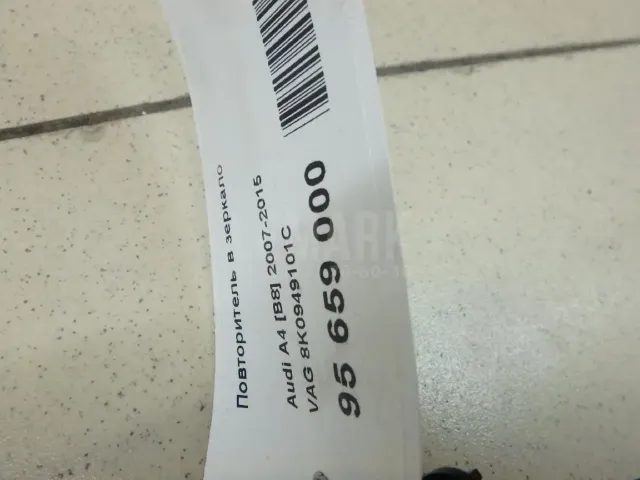 Повторитель в зеркало
Audi A4 [B8] 2007-2015
VAG 8K0949101C
95 659 000